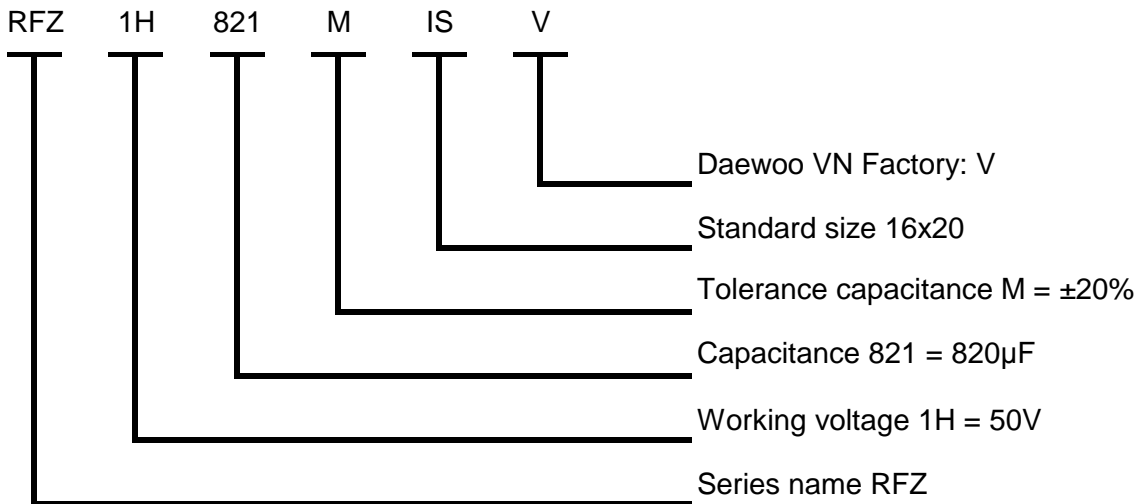 RFZ 1H 821 M IS V
Daewoo VN Factory: V
Standard size 16x20
Tolerance capacitance M = ±20%
Capacitance 821 = 820µF
Working voltage 1H = 50V
Series name RFZ